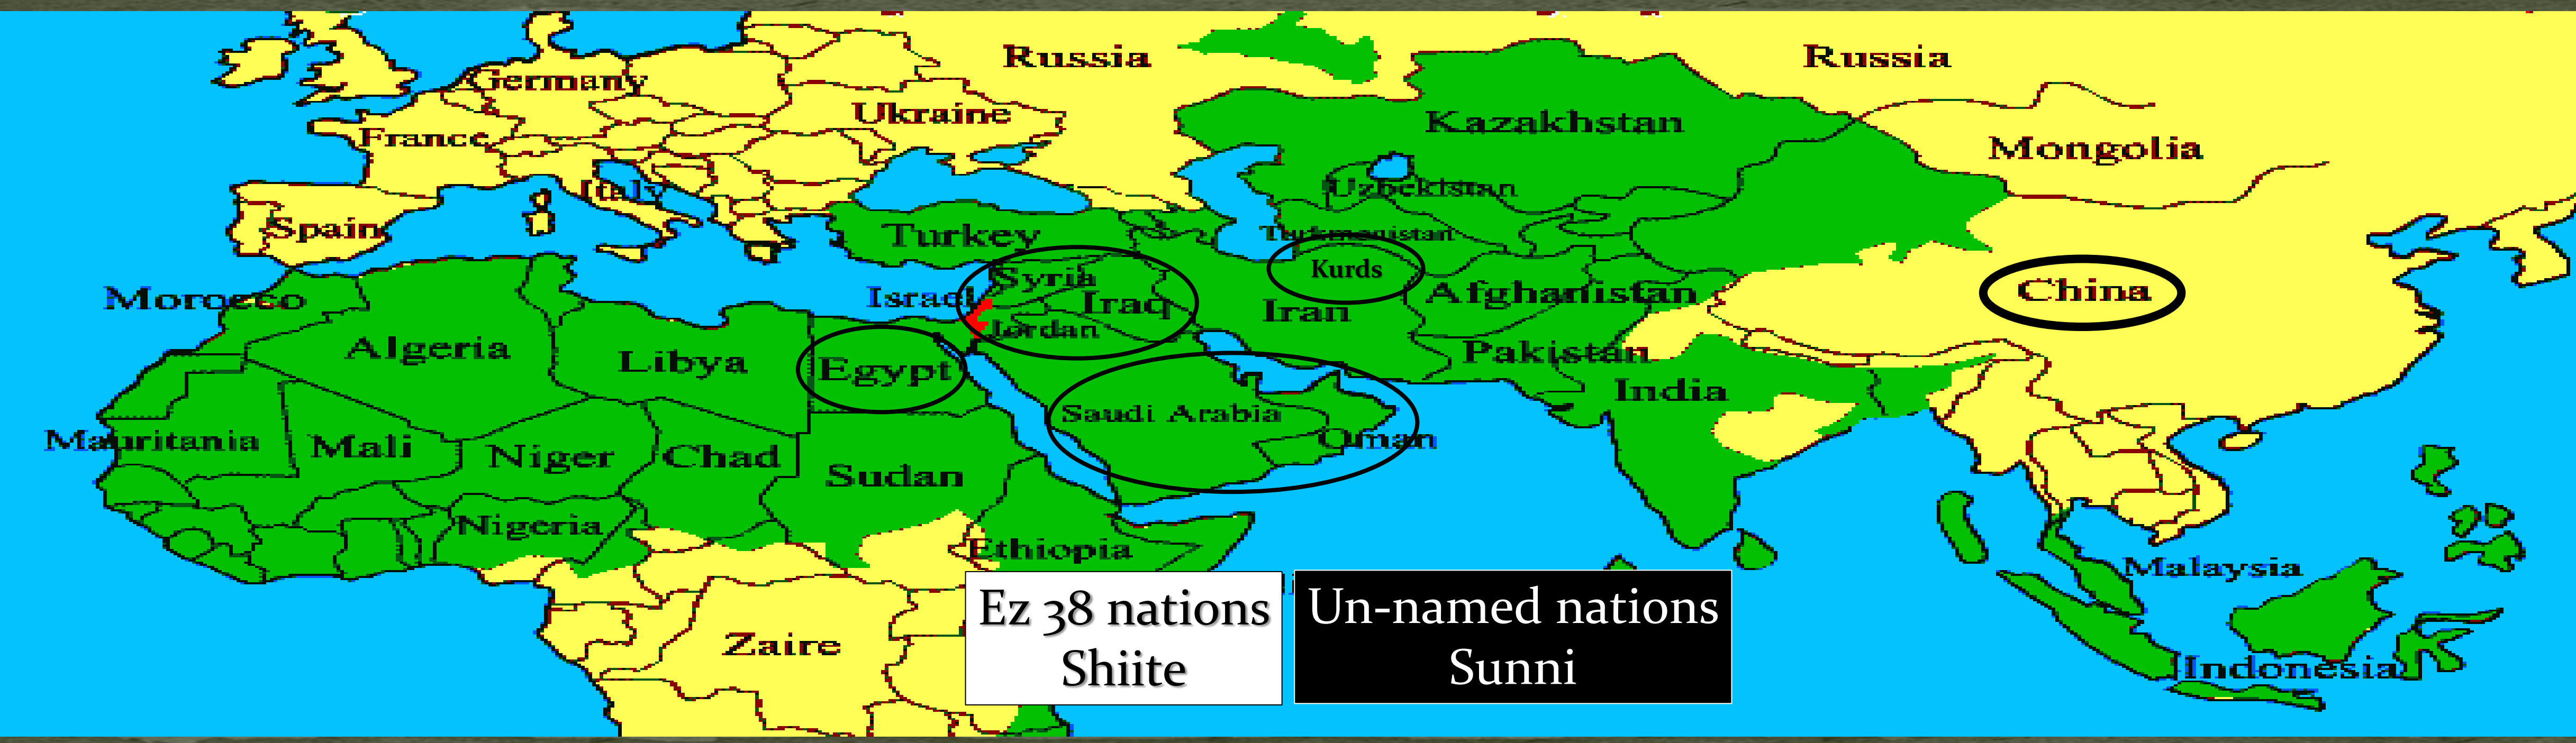 Russia
Russia
Germany
Ukraine
Kazakhstan
France
Mongolia
Italy
Uzbekistan
Spain
Turkey
Turkmanistan
Kurds
Syria
Morocco
Israel
Iraq
Iran
Afghanistan
China
Jordan
Algeria
Libya
Egypt
Pakistan
India
Saudi Arabia
Oman
Mauritania
Mali
Niger
Chad
Sudan
Nigeria
Ethiopia
Malaysia
Zaire
Indonesia
Ez 38 nations
Shiite
Un-named nations
Sunni